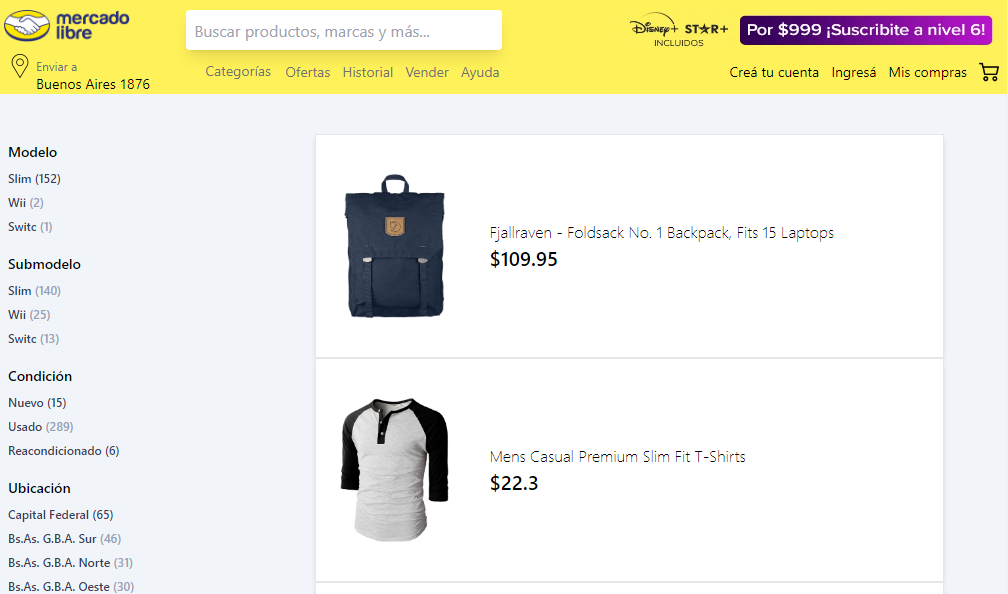 mercado
libre
Buscar productos, marcas y más...
Disney+ STAR+
INCLUIDOS
Por $999 ¡Suscribite a nivel 6!
Enviar a
Buenos Aires 1876
Categorías Ofertas Historial Vender Ayuda
Creá tu cuenta Ingresá Mis compras
Modelo
Slim (152)
Wii (2)
Switc (1)
Submodelo
Slim (140)
Wii (25)
Switc (13)
Condición
Nuevo (15)
Usado (289)
Reacondicionado (6)
Ubicación
Capital Federal (65)
Bs.As. G.B.A. Sur (46)
Bs.As. G.B.A. Norte (31)
Bs.As. G.B.A. Oeste (30)
Fjallraven - Foldsack No. 1 Backpack, Fits 15 Laptops
$109.95
Mens Casual Premium Slim Fit T-Shirts
$22.3